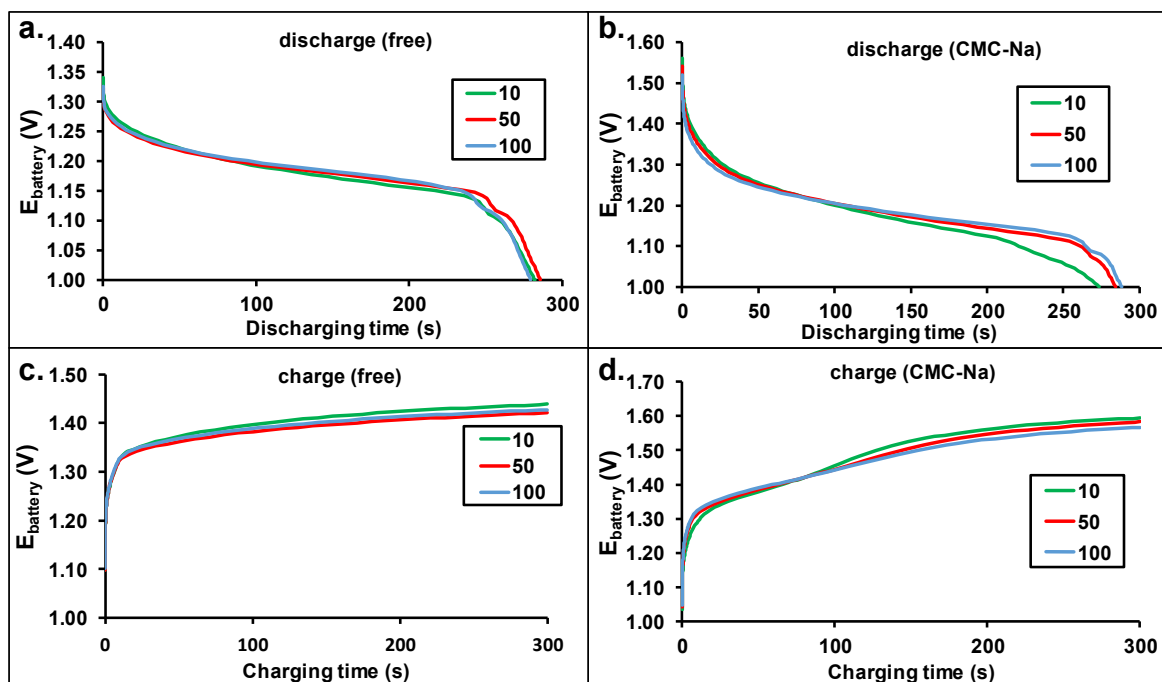 a.
discharge (free)
1.40
1.35
1.30
1.25
1.20
1.15
1.10
1.05
1.00
E battery (V)
10
50
100
0 100 200 300
Discharging time (s)
b.
discharge (CMC-Na)
1.60
1.50
1.40
1.30
1.20
1.10
1.00
E battery (V)
10
50
100
0 50 100 150 200 250 300
Discharging time (s)
c.
charge (free)
1.50
1.40
1.30
1.20
1.10
1.00
E battery (V)
10
50
100
0 100 200 300
Charging time (s)
d.
charge (CMC-Na)
1.70
1.60
1.50
1.40
1.30
1.20
1.10
1.00
E battery (V)
10
50
100
0 100 200 300
Charging time (s)